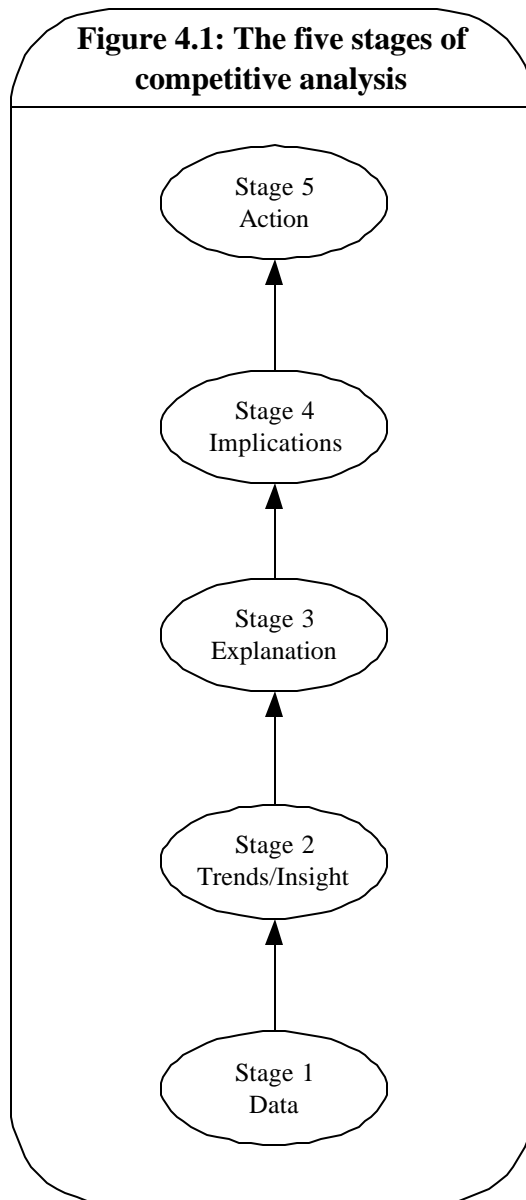 Figure 4.1: The five stages of
competitive analysis
Stage 5
Action
Stage 4
Implications
Stage 3
Explanation
Stage 2
Trends/Insight
Stage 1
Data